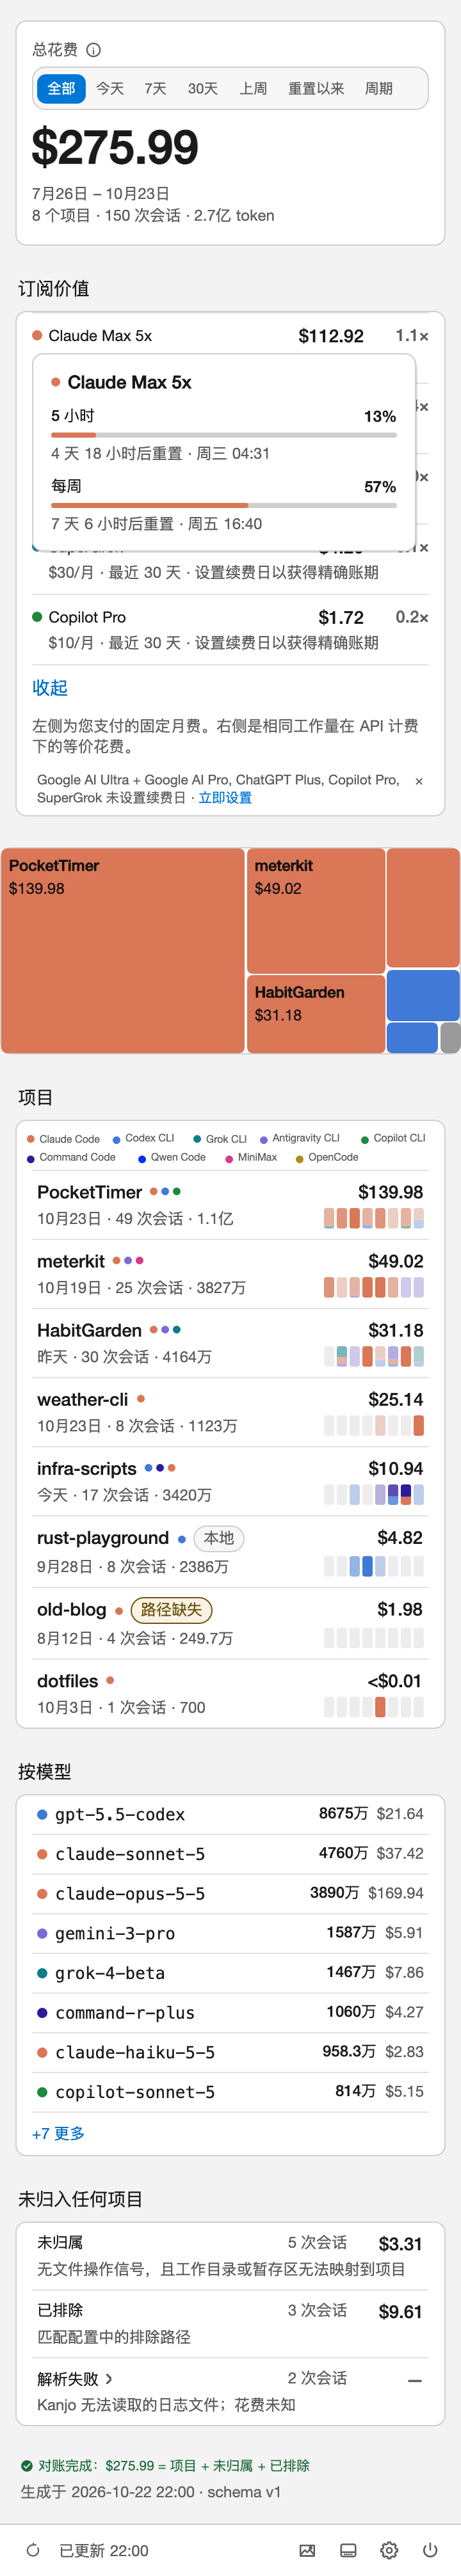 总花费
全部 今天 7天 30天 上周 重置以来 周期
$275.99
7月26日 – 10月23日
8 个项目 · 150 次会话 · 2.7亿 token
订阅价值
Claude Max 5x $112.92 1.1×
Claude Max 5x
5 小时 13%
4 天 18 小时后重置 · 周三 04:31
每周 57%
7 天 6 小时后重置 · 周五 16:40
$30/月 · 最近 30 天 · 设置续费日以获得精确账期
Copilot Pro $1.72 0.2×
$10/月 · 最近 30 天 · 设置续费日以获得精确账期
收起
左侧为您支付的固定月费。右侧是相同工作量在 API 计费
下的等价花费。
Google AI Ultra + Google AI Pro, ChatGPT Plus, Copilot Pro, ×
SuperGrok 未设置续费日 · 立即设置
PocketTimer
$139.98
meterkit
$49.02
HabitGarden
$31.18
项目
Claude Code Codex CLI Grok CLI Antigravity CLI Copilot CLI
Command Code Qwen Code MiniMax OpenCode
PocketTimer $139.98
10月23日 · 49 次会话 · 1.1亿
meterkit $49.02
10月19日 · 25 次会话 · 3827万
HabitGarden $31.18
昨天 · 30 次会话 · 4164万
weather-cli $25.14
10月23日 · 8 次会话 · 1123万
infra-scripts $10.94
今天 · 17 次会话 · 3420万
rust-playground 本地 $4.82
9月28日 · 8 次会话 · 2386万
old-blog 路径缺失 $1.98
8月12日 · 4 次会话 · 249.7万
dotfiles <$0.01
10月3日 · 1 次会话 · 700
按模型
gpt-5.5-codex 8675万 $21.64
claude-sonnet-5 4760万 $37.42
claude-opus-5-5 3890万 $169.94
gemini-3-pro 1587万 $5.91
grok-4-beta 1467万 $7.86
command-r-plus 1060万 $4.27
claude-haiku-5-5 958.3万 $2.83
copilot-sonnet-5 814万 $5.15
+7 更多
未归入任何项目
未归属 5 次会话 $3.31
无文件操作信号，且工作目录或暂存区无法映射到项目
已排除 3 次会话 $9.61
匹配配置中的排除路径
解析失败 2 次会话 —
Kanjo 无法读取的日志文件；花费未知
对账完成：$275.99 = 项目 + 未归属 + 已排除
生成于 2026-10-22 22:00 · schema v1
已更新 22:00